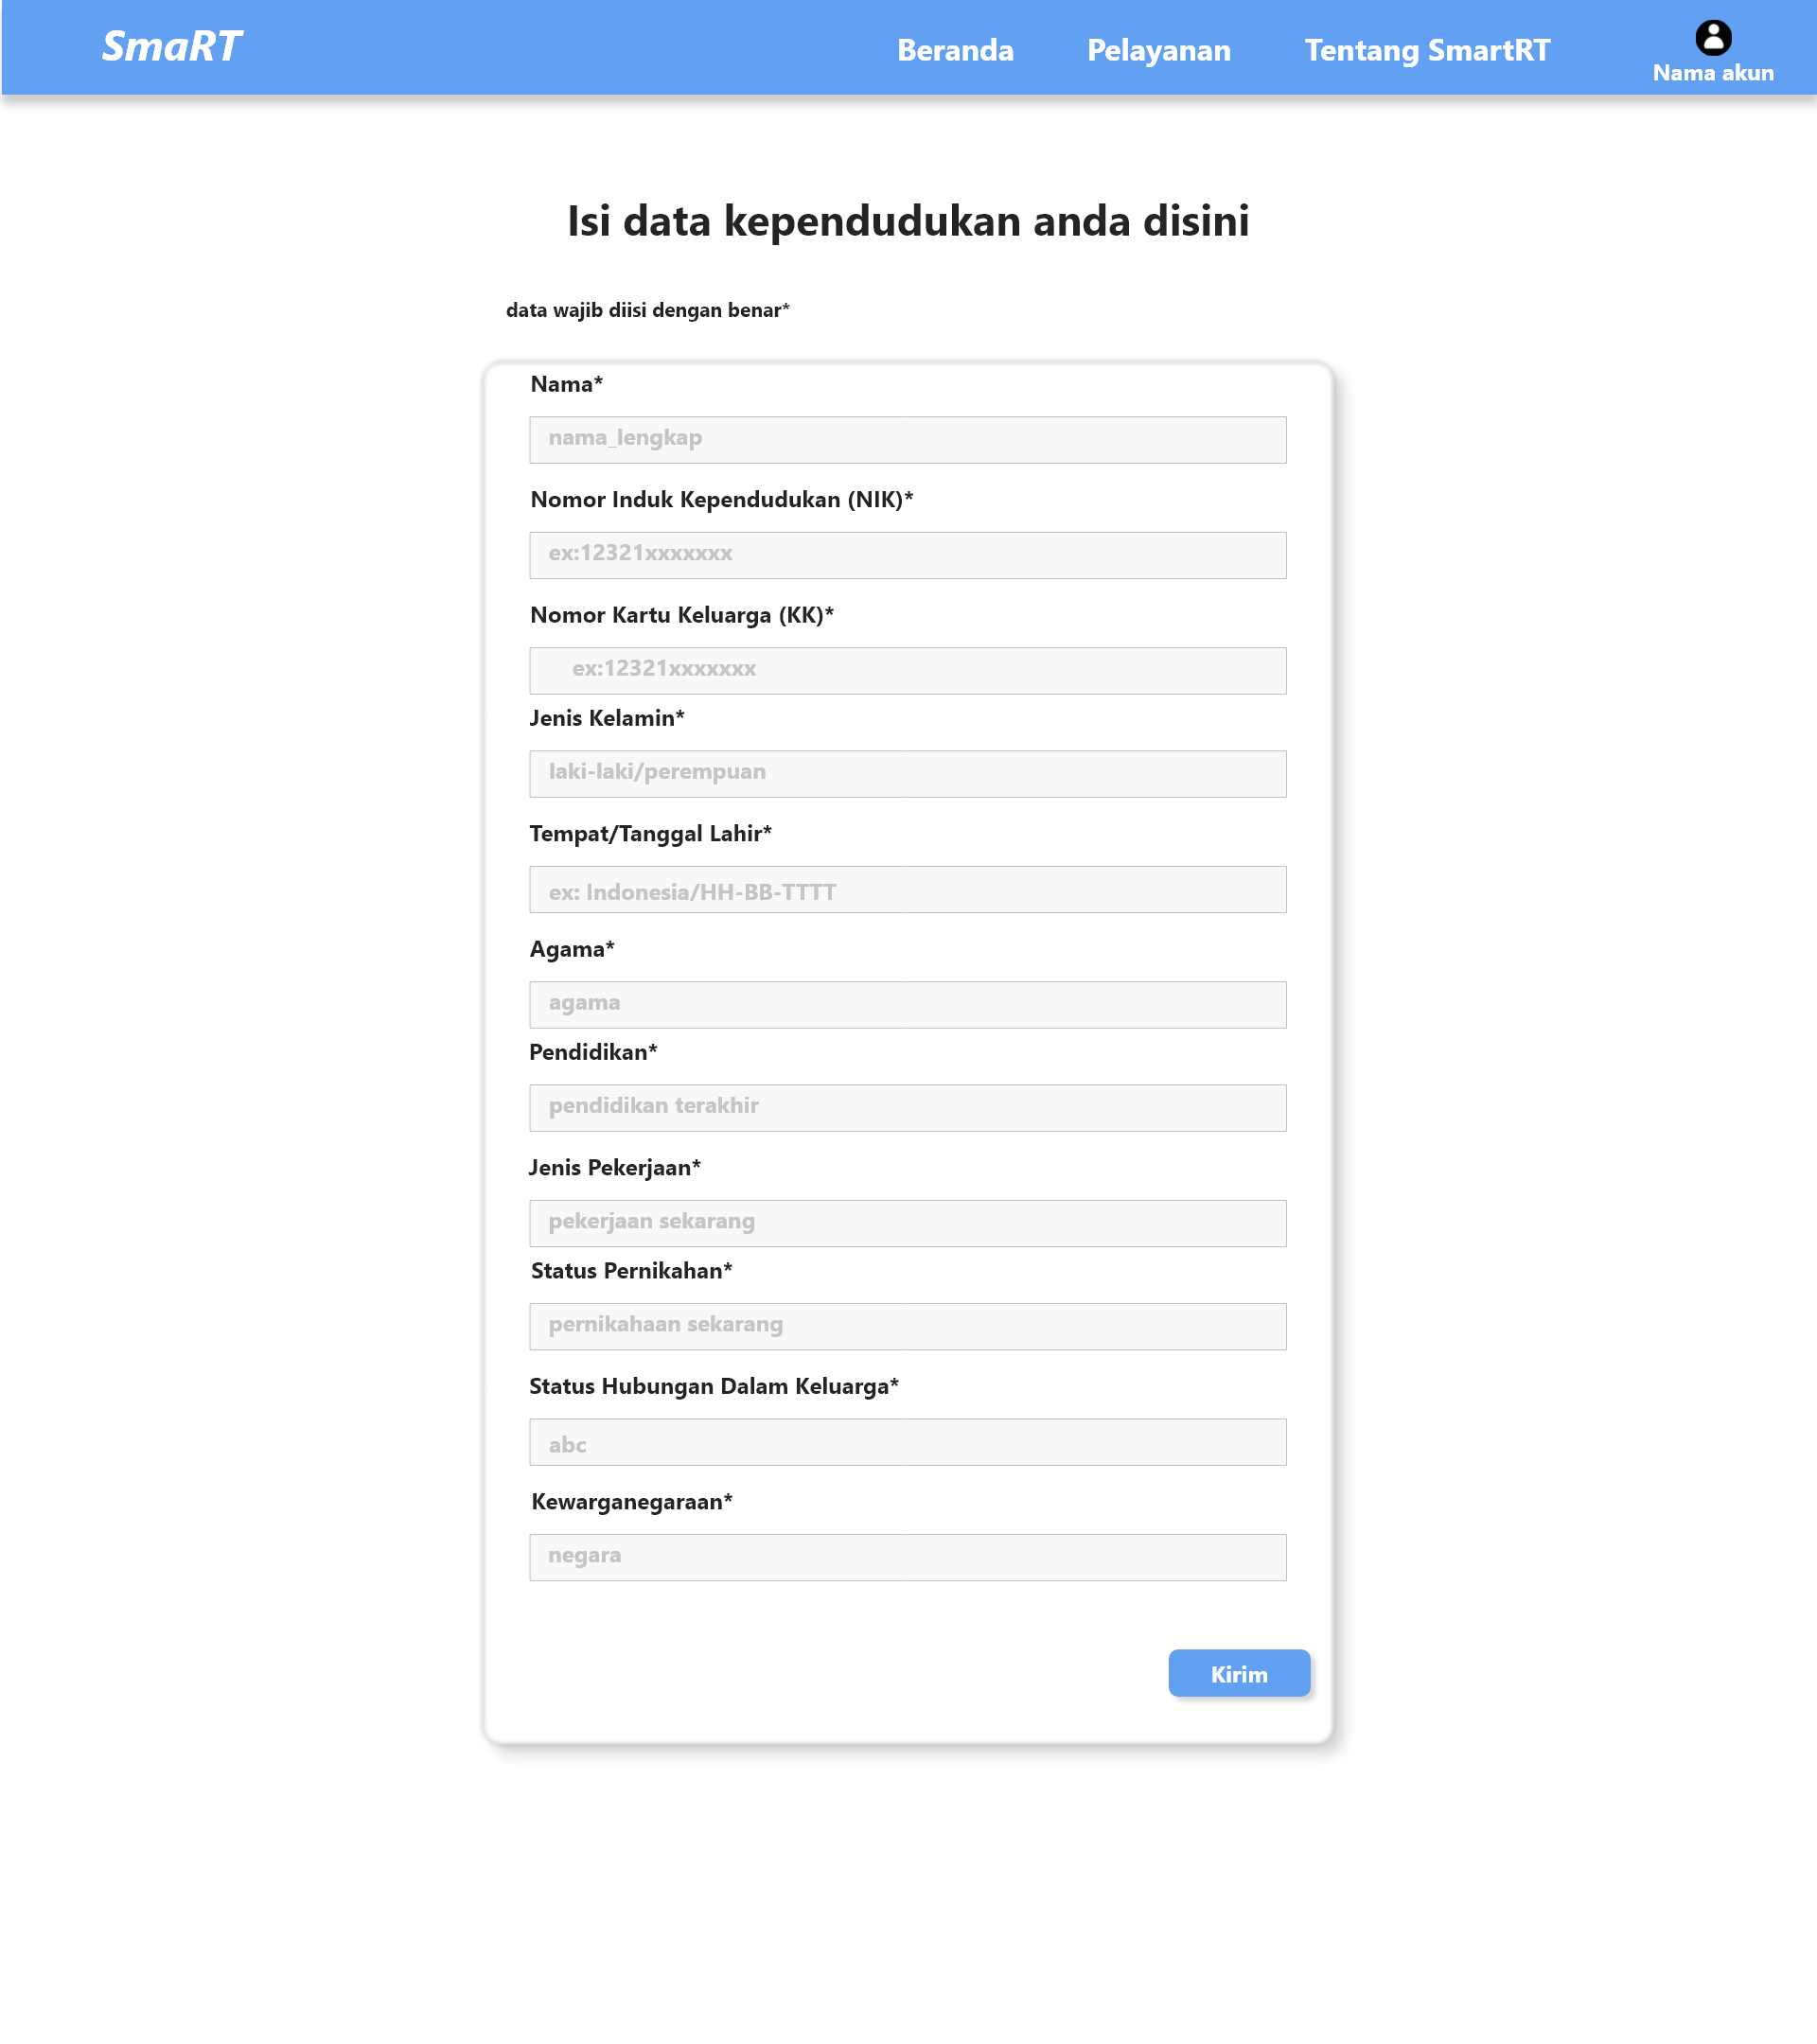 SmaRT
Beranda
Pelayanan
Tentang SmartRT
Nama akun
Isi data kependudukan anda disini
data wajib diisi dengan benar*
Nama*
nama_lengkap
Nomor Induk Kependudukan (NIK)*
ex:12321xxxxxxx
Nomor Kartu Keluarga (KK)*
ex:12321xxxxxxx
Jenis Kelamin*
laki-laki/perempuan
Tempat/Tanggal Lahir*
ex: Indonesia/HH-BB-TTTT
Agama*
agama
Pendidikan*
pendidikan terakhir
Jenis Pekerjaan*
pekerjaan sekarang
Status Pernikahan*
pernikahaan sekarang
Status Hubungan Dalam Keluarga*
abc
Kewarganegaraan*
negara
Kirim